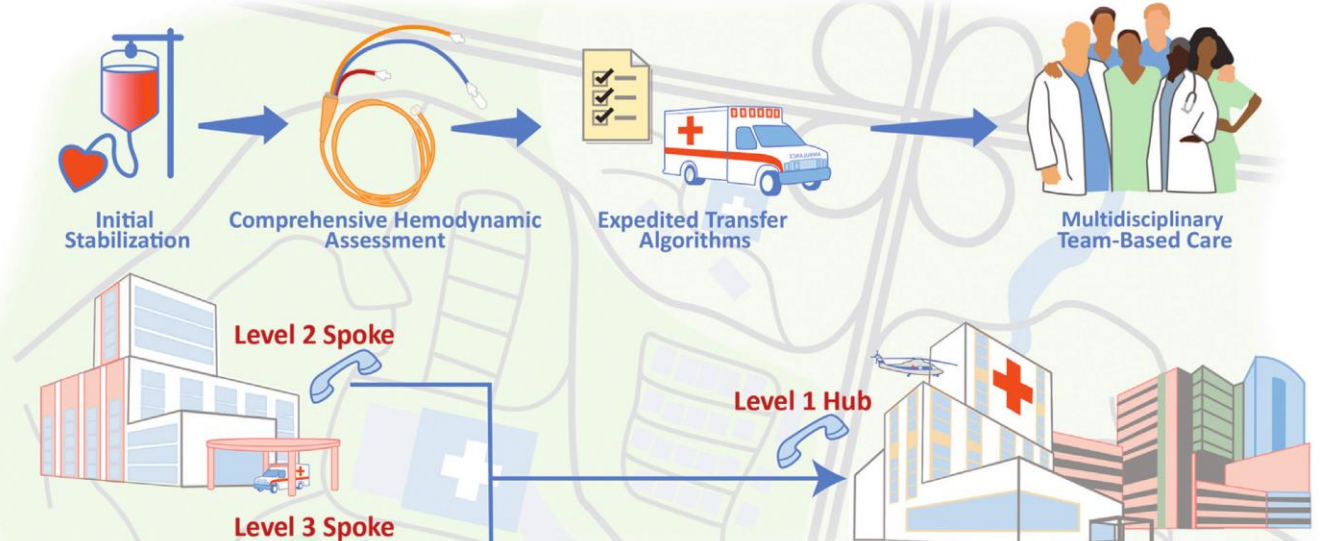 Initial
Stabilization
Comprehensive Hemodynamic
Assessment
Expedited Transfer
Algorithms
Multidisciplinary
Team-Based Care
Level 2 Spoke
Level 1 Hub
Level 3 Spoke